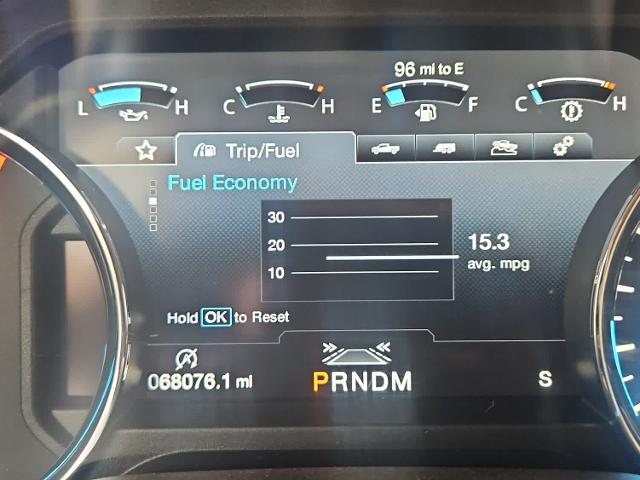 96 mi to E
L H C H E F C H
Trip/Fuel
Fuel Economy
30
20
10
15.3
avg. mpg
Hold OK to Reset
068076.1 mi
PRNDM
S